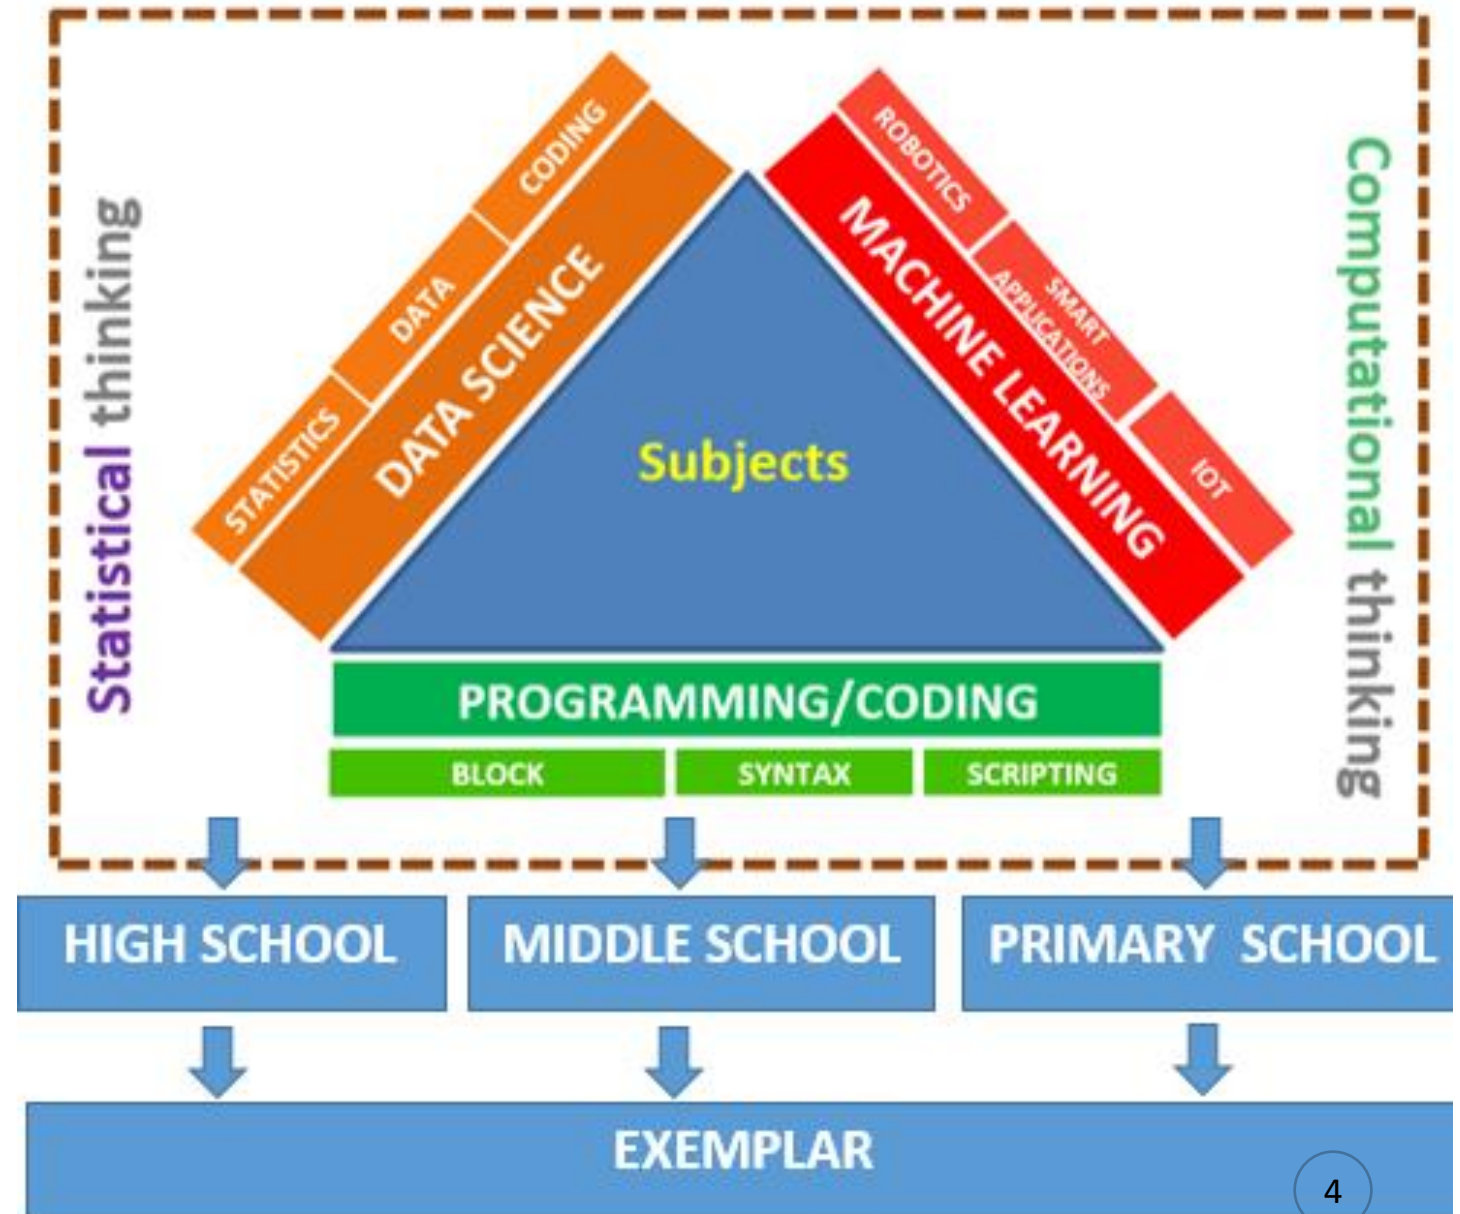 Statistical thinking
CODING
DATA
STATISTICS
DATA SCIENCE
Subjects
ROBOTICS
SMART
APPLICATIONS
IOT
MACHINE LEARNING
Computational thinking
PROGRAMMING/CODING
BLOCK
SYNTAX
SCRIPTING
HIGH SCHOOL
MIDDLE SCHOOL
PRIMARY SCHOOL
EXEMPLAR
4